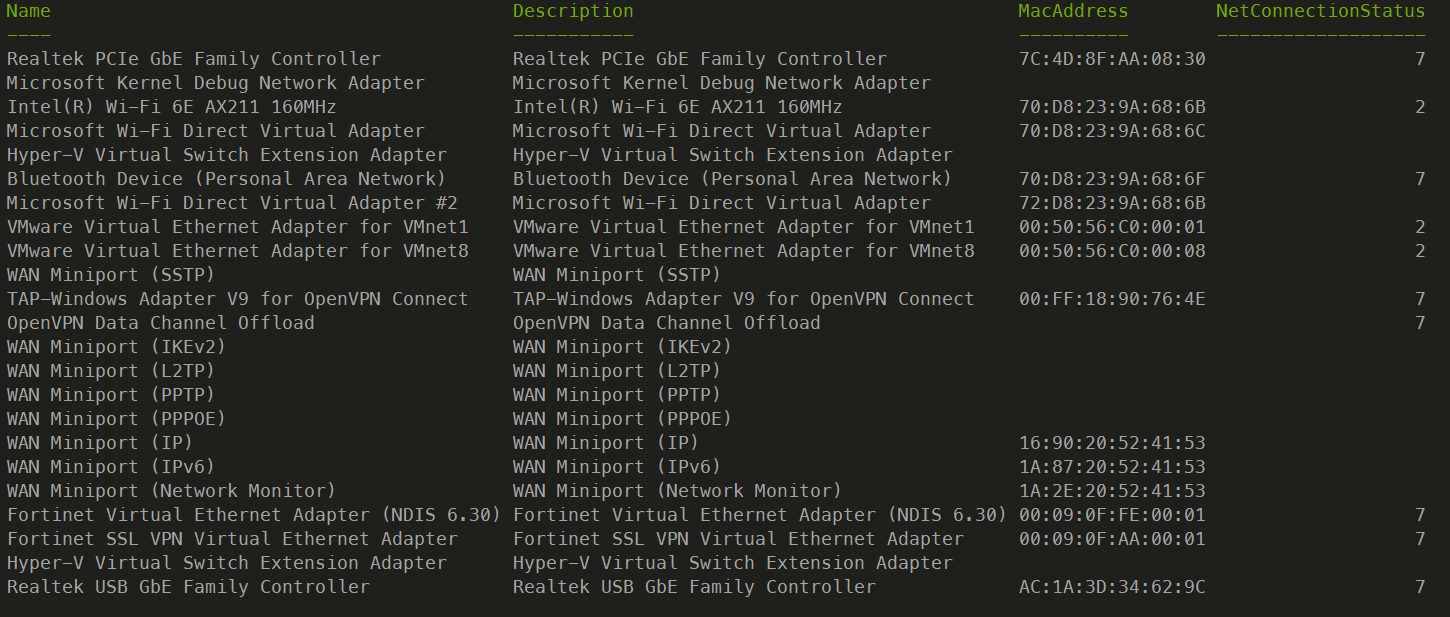 Name Description MacAddress NetConnectionStatus
---- ----------- ---------- -------------------
Realtek PCIe GbE Family Controller Realtek PCIe GbE Family Controller 7C:4D:8F:AA:08:30 7
Microsoft Kernel Debug Network Adapter Microsoft Kernel Debug Network Adapter
Intel(R) Wi-Fi 6E AX211 160MHz Intel(R) Wi-Fi 6E AX211 160MHz 70:D8:23:9A:68:6B 2
Microsoft Wi-Fi Direct Virtual Adapter Microsoft Wi-Fi Direct Virtual Adapter 70:D8:23:9A:68:6C
Hyper-V Virtual Switch Extension Adapter Hyper-V Virtual Switch Extension Adapter
Bluetooth Device (Personal Area Network) Bluetooth Device (Personal Area Network) 70:D8:23:9A:68:6F 7
Microsoft Wi-Fi Direct Virtual Adapter #2 Microsoft Wi-Fi Direct Virtual Adapter 72:D8:23:9A:68:6B
VMware Virtual Ethernet Adapter for VMnet1 VMware Virtual Ethernet Adapter for VMnet1 00:50:56:C0:00:01 2
VMware Virtual Ethernet Adapter for VMnet8 VMware Virtual Ethernet Adapter for VMnet8 00:50:56:C0:00:08 2
WAN Miniport (SSTP) WAN Miniport (SSTP)
TAP-Windows Adapter V9 for OpenVPN Connect TAP-Windows Adapter V9 for OpenVPN Connect 00:FF:18:90:76:4E 7
OpenVPN Data Channel Offload OpenVPN Data Channel Offload 7
WAN Miniport (IKEv2) WAN Miniport (IKEv2)
WAN Miniport (L2TP) WAN Miniport (L2TP)
WAN Miniport (PPTP) WAN Miniport (PPTP)
WAN Miniport (PPPOE) WAN Miniport (PPPOE)
WAN Miniport (IP) WAN Miniport (IP) 16:90:20:52:41:53
WAN Miniport (IPv6) WAN Miniport (IPv6) 1A:87:20:52:41:53
WAN Miniport (Network Monitor) WAN Miniport (Network Monitor) 1A:2E:20:52:41:53
Fortinet Virtual Ethernet Adapter (NDIS 6.30) Fortinet Virtual Ethernet Adapter (NDIS 6.30) 00:09:0F:FE:00:01 7
Fortinet SSL VPN Virtual Ethernet Adapter Fortinet SSL VPN Virtual Ethernet Adapter 00:09:0F:AA:00:01 7
Hyper-V Virtual Switch Extension Adapter Hyper-V Virtual Switch Extension Adapter
Realtek USB GbE Family Controller Realtek USB GbE Family Controller AC:1A:3D:34:62:9C 7